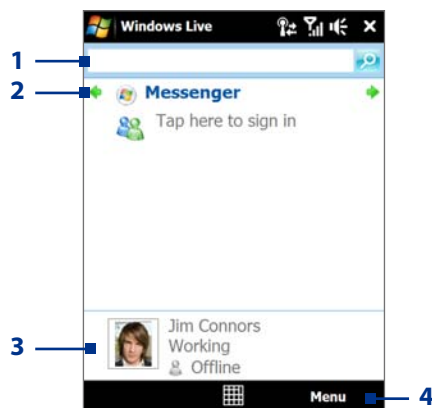 Windows Live
1
2
Messenger
Tap here to sign in
3
Jim Connors
Working
Offline
Menu
4